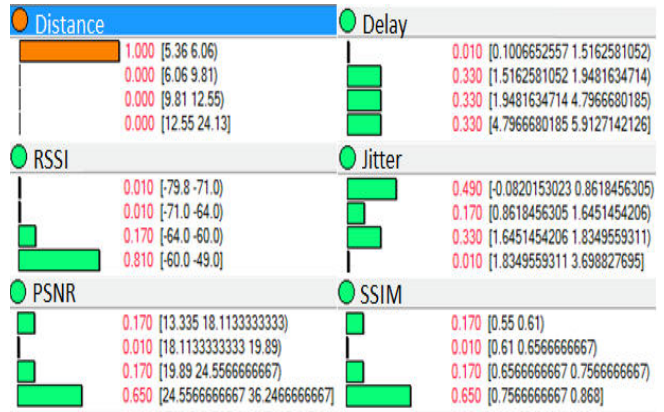 Distance
1.000 [5.36 6.06)
0.000 [6.06 9.81)
0.000 [9.81 12.55)
0.000 [12.55 24.13]
Delay
0.010 [0.1006652557 1.5162581052)
0.330 [1.5162581052 1.9481634714)
0.330 [1.9481634714 4.7966680185)
0.330 [4.7966680185 5.9127142126]
RSSI
0.010 [-79.8 -71.0)
0.010 [-71.0 -64.0)
0.170 [-64.0 -60.0)
0.810 [-60.0 -49.0]
Jitter
0.490 [-0.0820153023 0.8618456305)
0.170 [0.8618456305 1.6451454206)
0.330 [1.6451454206 1.8349559311)
0.010 [1.8349559311 3.698827695]
PSNR
0.170 [13.335 18.1133333333)
0.010 [18.1133333333 19.89)
0.170 [19.89 24.5566666667)
0.650 [24.5566666667 36.2466666667]
SSIM
0.170 [0.55 0.61)
0.010 [0.61 0.6566666667)
0.170 [0.6566666667 0.7566666667)
0.650 [0.7566666667 0.868]